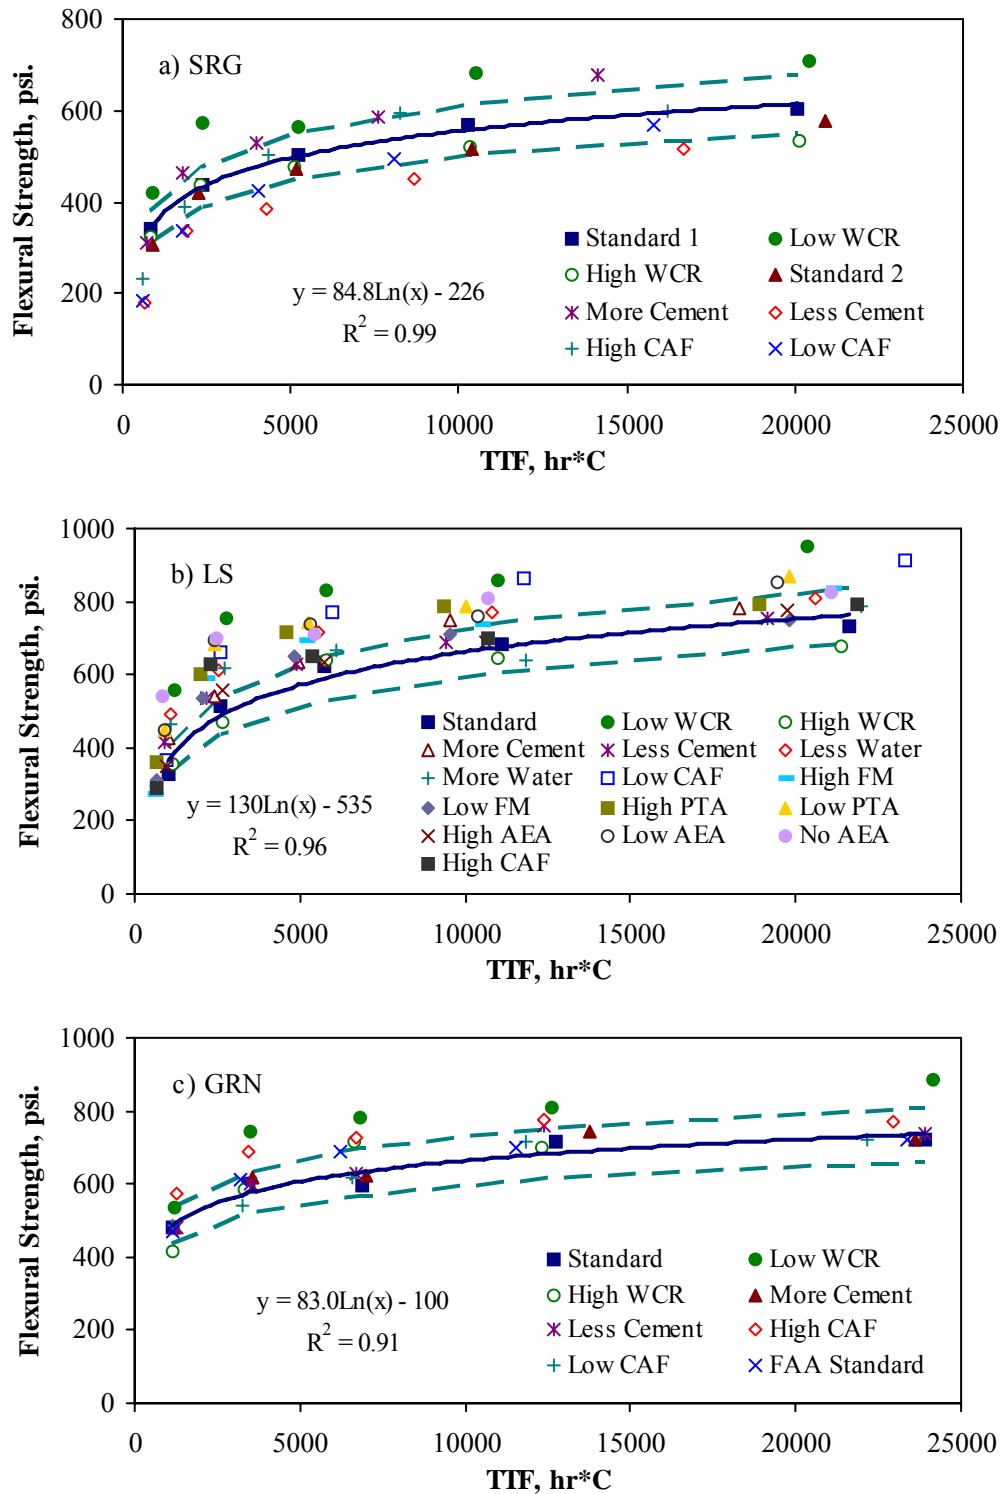 800
a) SRG
600
400
200
0
Flexural Strength, psi.
Standard 1
Low WCR
High WCR
Standard 2
More Cement
Less Cement
High CAF
Low CAF
y = 84.8Ln(x) - 226
R² = 0.99
0 5000 10000 15000 20000 25000
TTF, hr*C
1000
b) LS
800
600
400
200
0
Flexural Strength, psi.
Standard
Low WCR
High WCR
More Cement
Less Cement
Less Water
More Water
Low CAF
High FM
Low FM
High PTA
Low PTA
High AEA
Low AEA
No AEA
High CAF
y = 130Ln(x) - 535
R² = 0.96
0 5000 10000 15000 20000 25000
TTF, hr*C
1000
c) GRN
800
600
400
200
0
Flexural Strength, psi.
Standard
Low WCR
High WCR
More Cement
Less Cement
High CAF
Low CAF
FAA Standard
y = 83.0Ln(x) - 100
R² = 0.91
0 5000 10000 15000 20000 25000
TTF, hr*C